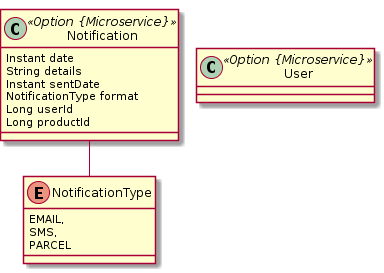 C «Option {Microservice}»
Notification
Instant date
String details
Instant sentDate
NotificationType format
Long userId
Long productId
C «Option {Microservice}»
User
E NotificationType
EMAIL,
SMS,
PARCEL